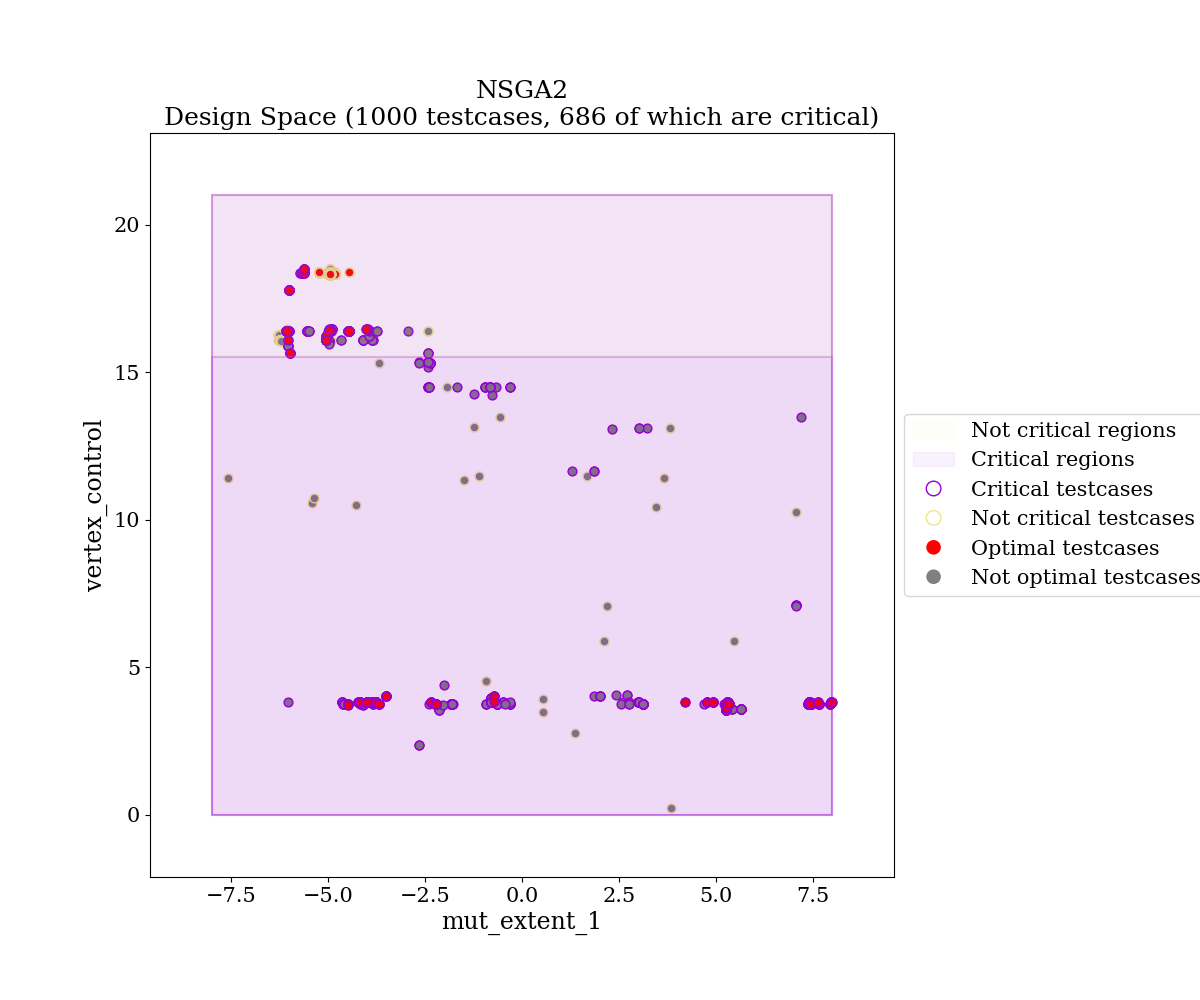 NSGA2
Design Space (1000 testcases, 686 of which are critical)
20
15
10
5
0
vertex_control
−7.5
−5.0
−2.5
0.0
2.5
5.0
7.5
mut_extent_1
Not critical regions
Critical regions
Critical testcases
Not critical testcases
Optimal testcases
Not optimal testcases